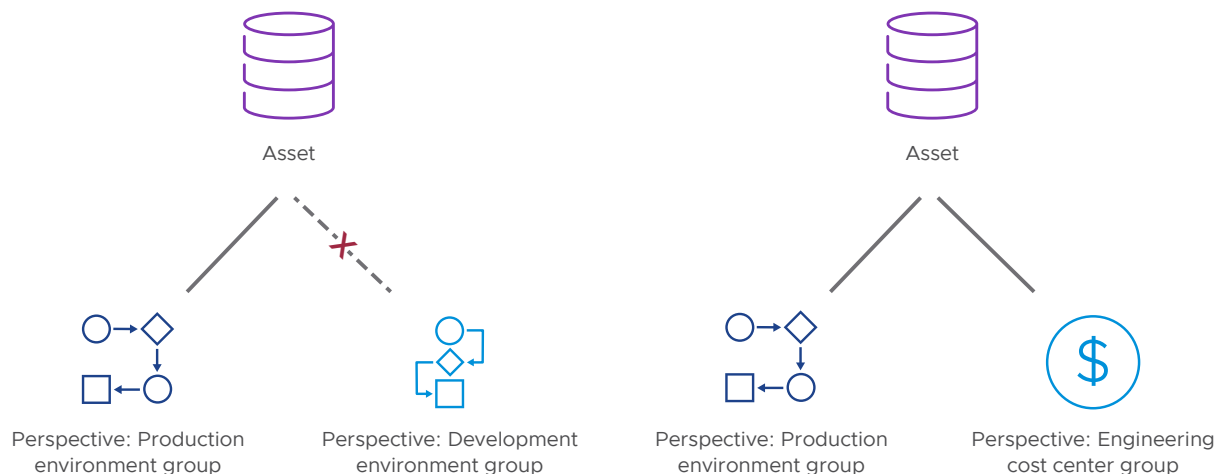 Asset
Asset
Perspective: Production
environment group
Perspective: Development
environment group
Perspective: Production
environment group
$
Perspective: Engineering
cost center group